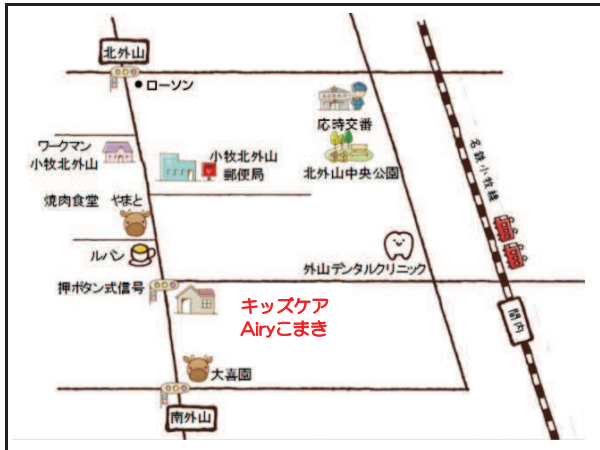 北外山
ローソン
応時交番
ワークマン
小牧北外山
小牧北外山
郵便局
北外山中央公園
名鉄小牧線
焼肉食堂　やまと
ルパン
外山デンタルクリニック
押ボタン式信号
キッズケア
Airyこまき
間内
大喜園
南外山